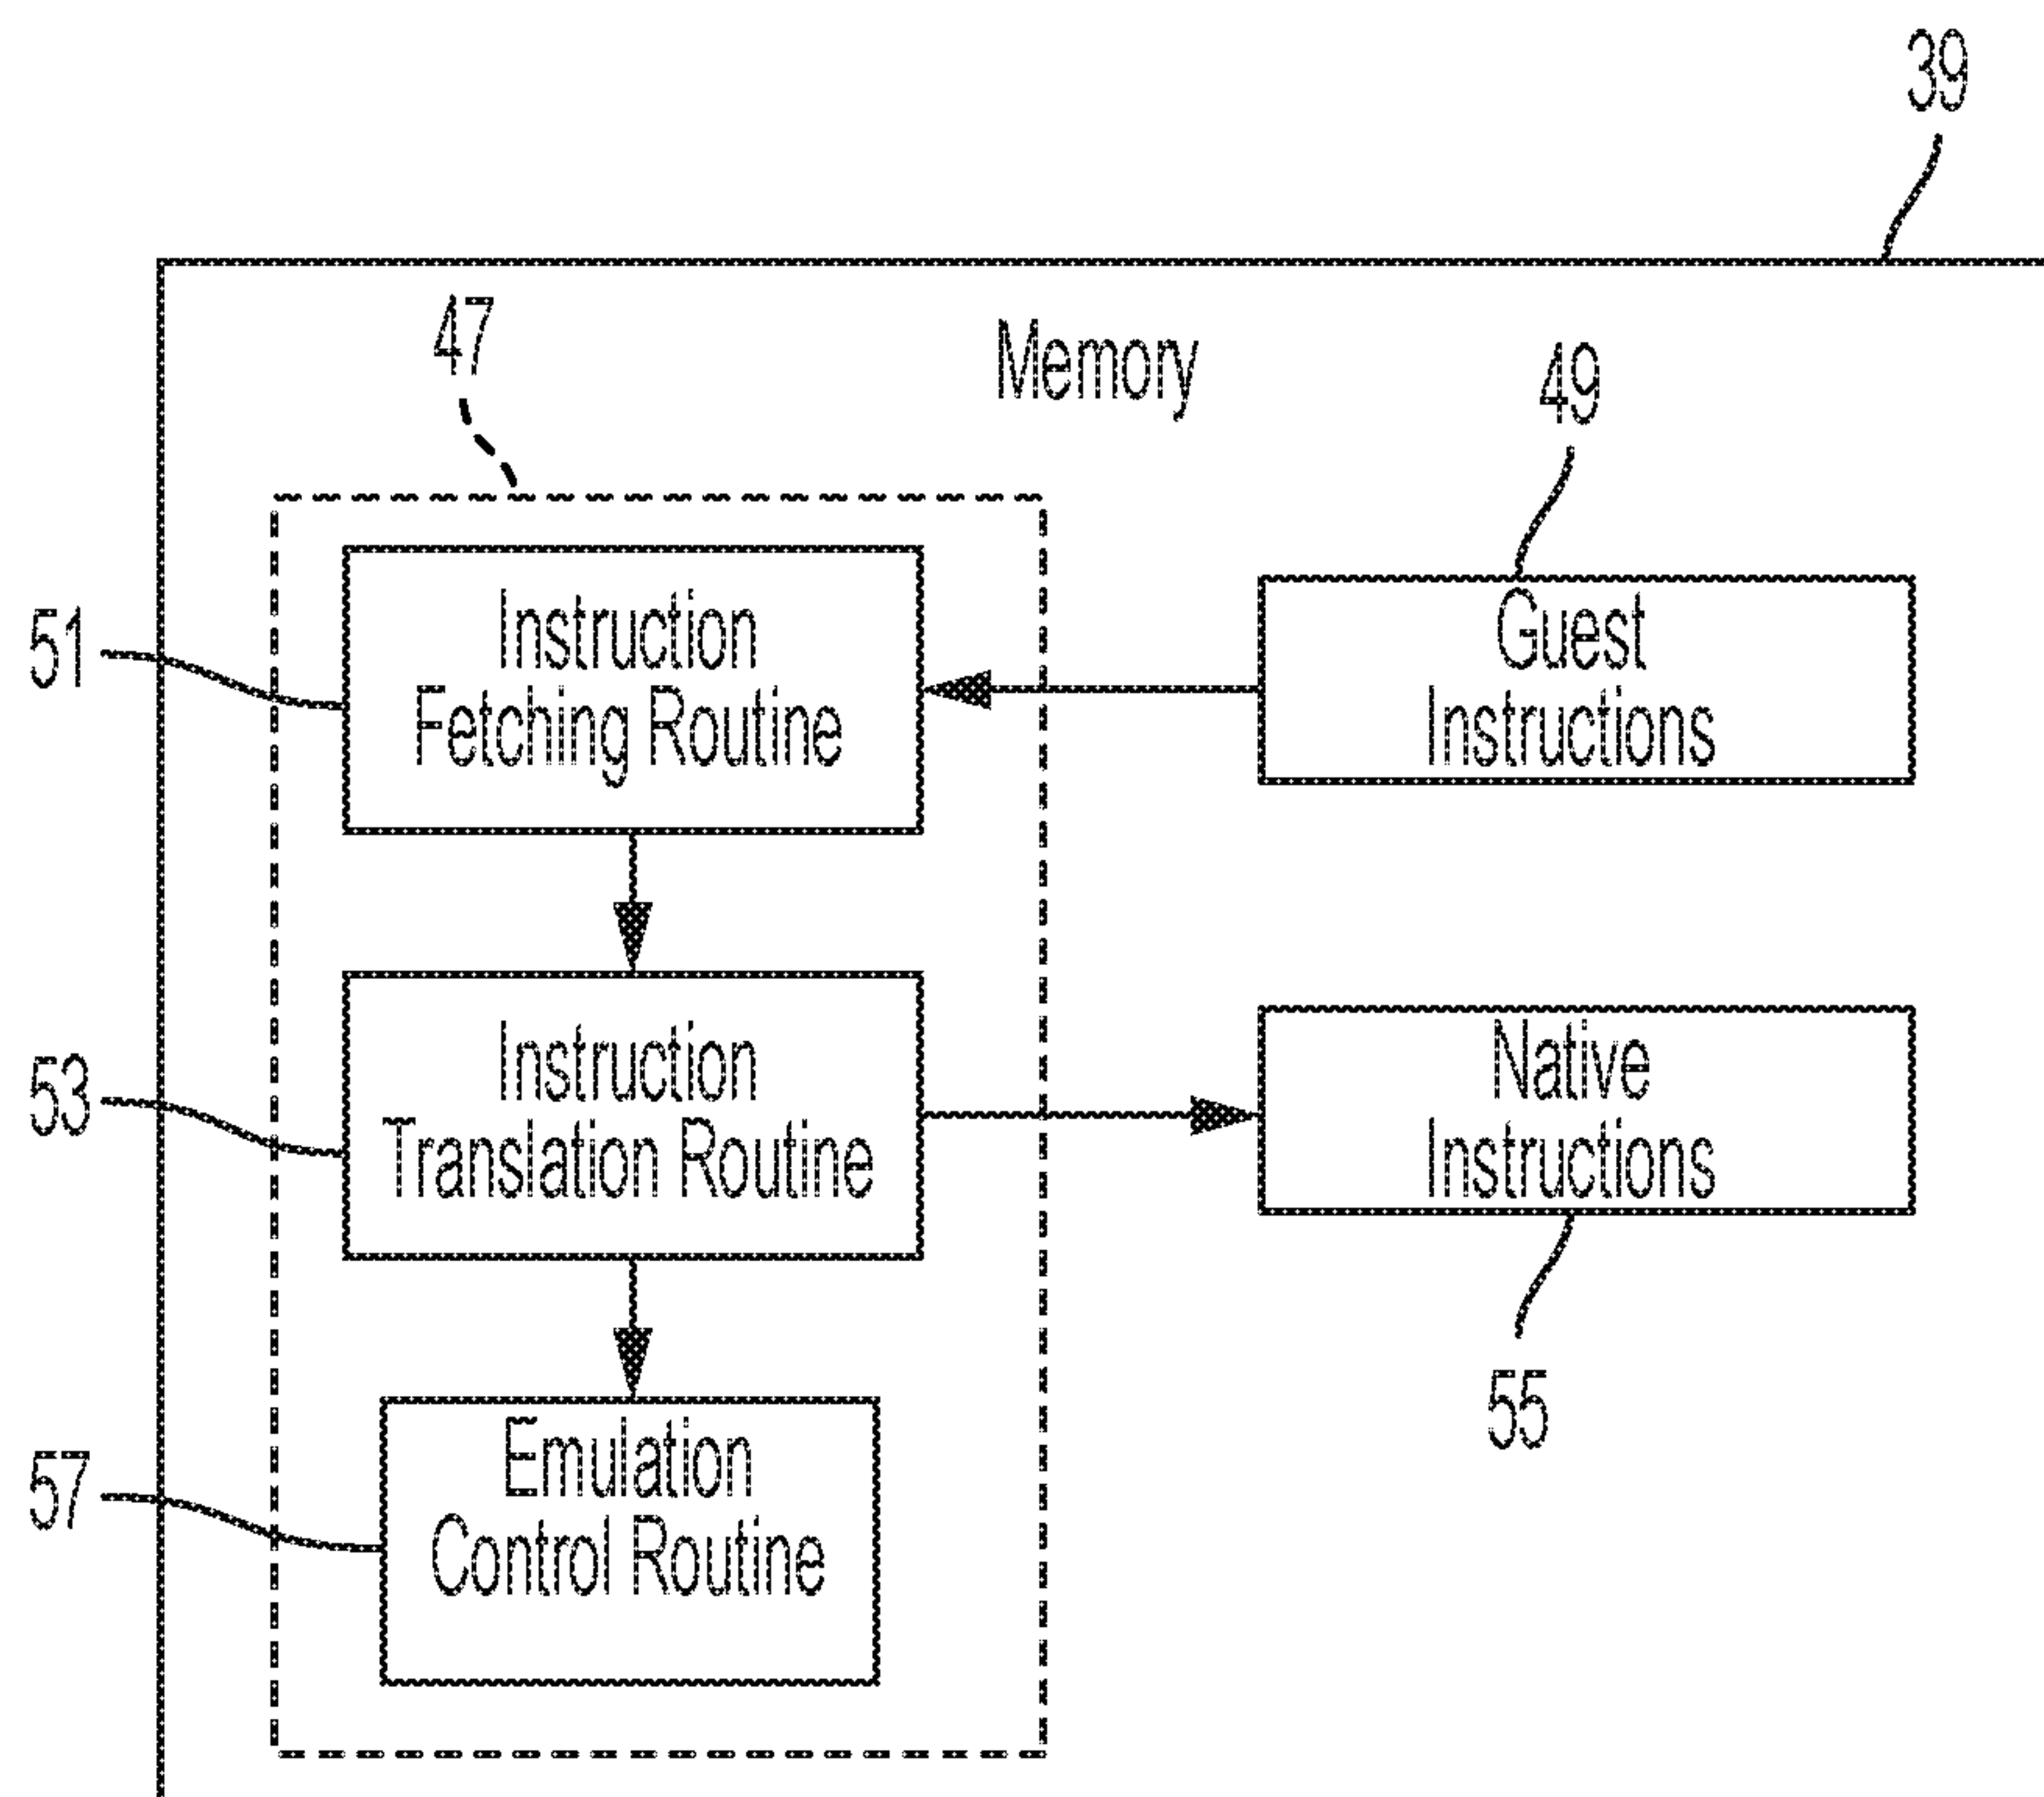 39
47
Memory
49
51
Instruction
Fetching Routine
Guest
Instructions
53
Instruction
Translation Routine
Native
Instructions
55
57
Emulation
Control Routine